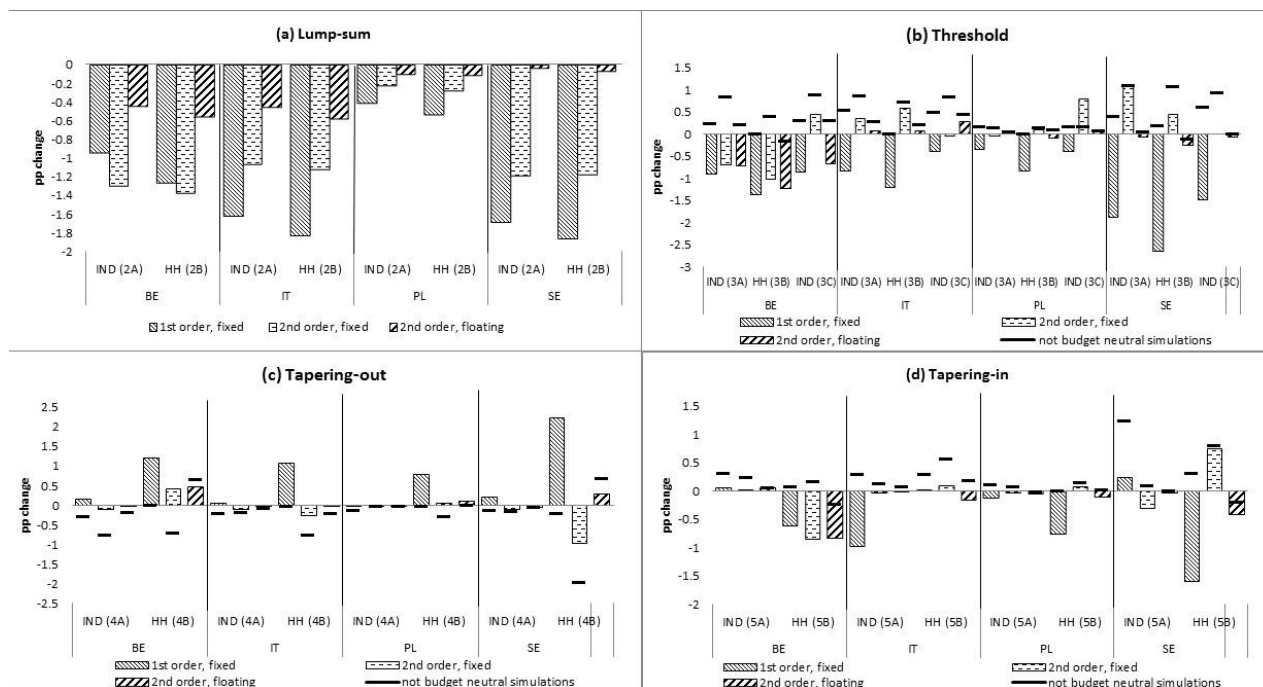 (a) Lump-sum
0
-0.2
-0.4
-0.6
-0.8
-1
-1.2
-1.4
-1.6
-1.8
-2
pp change
IND (2A) HH (2B) IND (2A) HH (2B) IND (2A) HH (2B) IND (2A) HH (2B)
BE IT PL SE
1st order, fixed 2nd order, fixed 2nd order, floating
(b) Threshold
1.5
1
0.5
0
-0.5
-1
-1.5
-2
-2.5
-3
pp change
IND (3A) HH (3B) IND (3C) IND (3A) HH (3B) IND (3C) IND (3A) HH (3B) IND (3C) IND (3A) HH (3B) IND (3C)
BE IT PL SE
1st order, fixed 2nd order, fixed
2nd order, floating not budget neutral simulations
(c) Tapering-out
2.5
2
1.5
1
0.5
0
-0.5
-1
-1.5
-2
-2.5
pp change
IND (4A) HH (4B) IND (4A) HH (4B) IND (4A) HH (4B) IND (4A) HH (4B)
BE IT PL SE
1st order, fixed 2nd order, fixed
2nd order, floating not budget neutral simulations
(d) Tapering-in
1.5
1
0.5
0
-0.5
-1
-1.5
-2
pp change
IND (5A) HH (5B) IND (5A) HH (5B) IND (5A) HH (5B) IND (5A) HH (5B)
BE IT PL SE
1st order, fixed 2nd order, fixed
2nd order, floating not budget neutral simulations